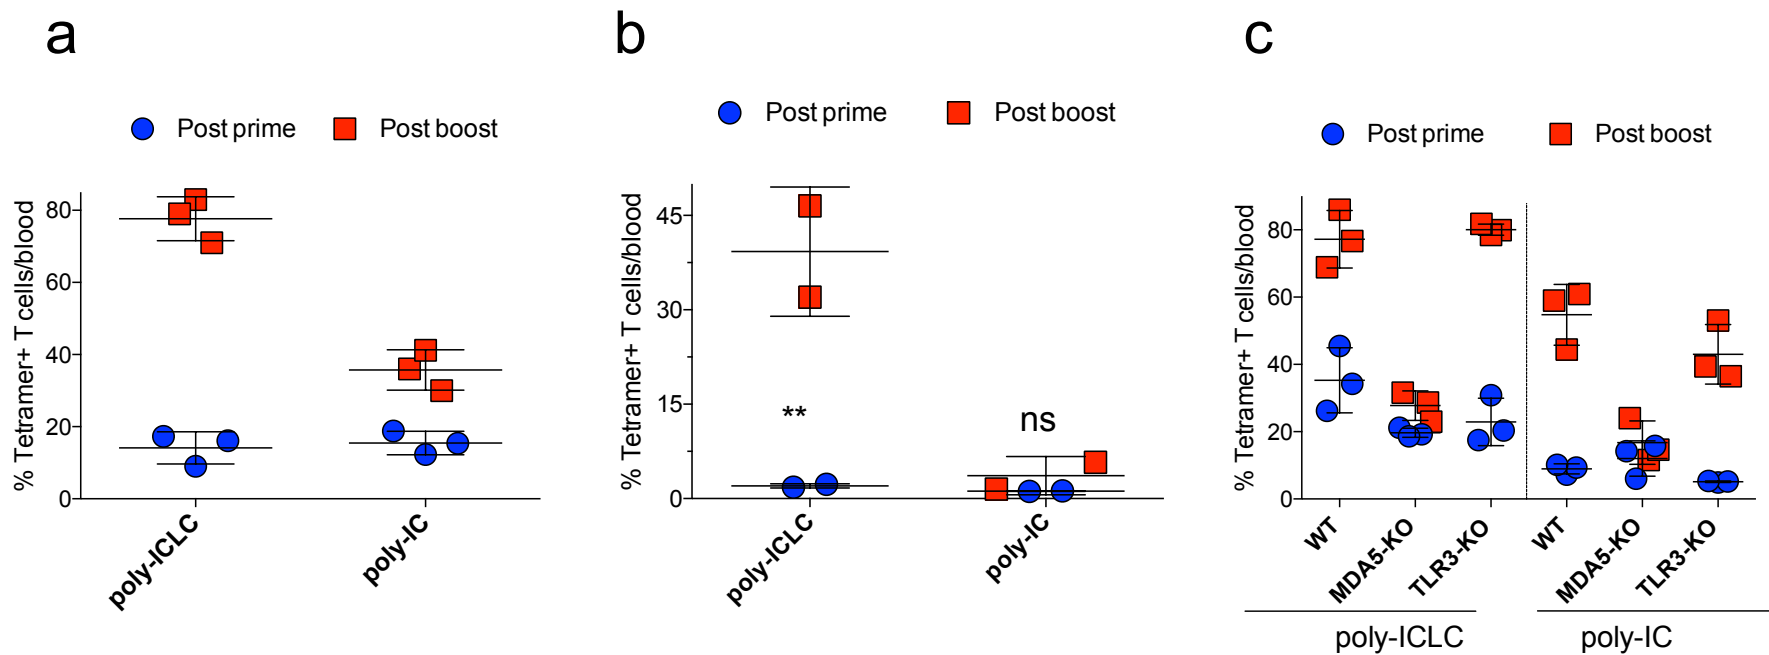 a
Post prime
Post boost
% Tetramer+ T cells/blood
80
60
40
20
0
poly-ICLC
poly-IC
b
Post prime
Post boost
% Tetramer+ T cells/blood
45
30
15
0
**
ns
poly-ICLC
poly-IC
c
Post prime
Post boost
% Tetramer+ T cells/blood
80
60
40
20
0
WT
MDA5-KO
TLR3-KO
WT
MDA5-KO
TLR3-KO
poly-ICLC
poly-IC